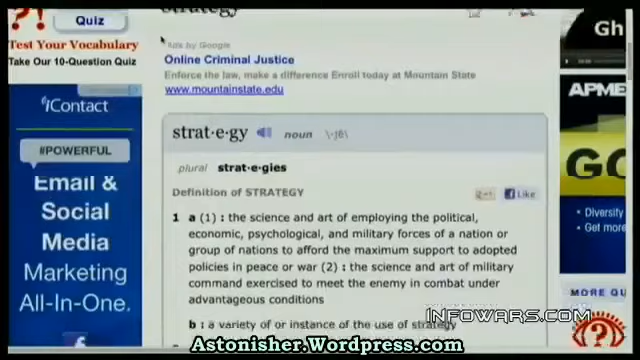 ?!
Quiz
Test Your Vocabulary
Take Our 10-Question Quiz
iContact
#POWERFUL
Email &
Social
Media
Marketing
All-In-One.
f
strategy
Ads by Google
Online Criminal Justice
Enforce the law, make a difference Enroll today at Mountain State
www.mountainstate.edu
strat·e·gy noun \-jē\
plural strat·e·gies
Definition of STRATEGY
+1 f Like
1 a (1) : the science and art of employing the political,
economic, psychological, and military forces of a nation or
group of nations to afford the maximum support to adopted
policies in peace or war (2) : the science and art of military
command exercised to meet the enemy in combat under
advantageous conditions
b : a variety of or instance of the use of strategy
Gh
APME
GO
• Diversity
• Get more
MORE QU
?
INFOWARS.COM
Astonisher.Wordpress.com